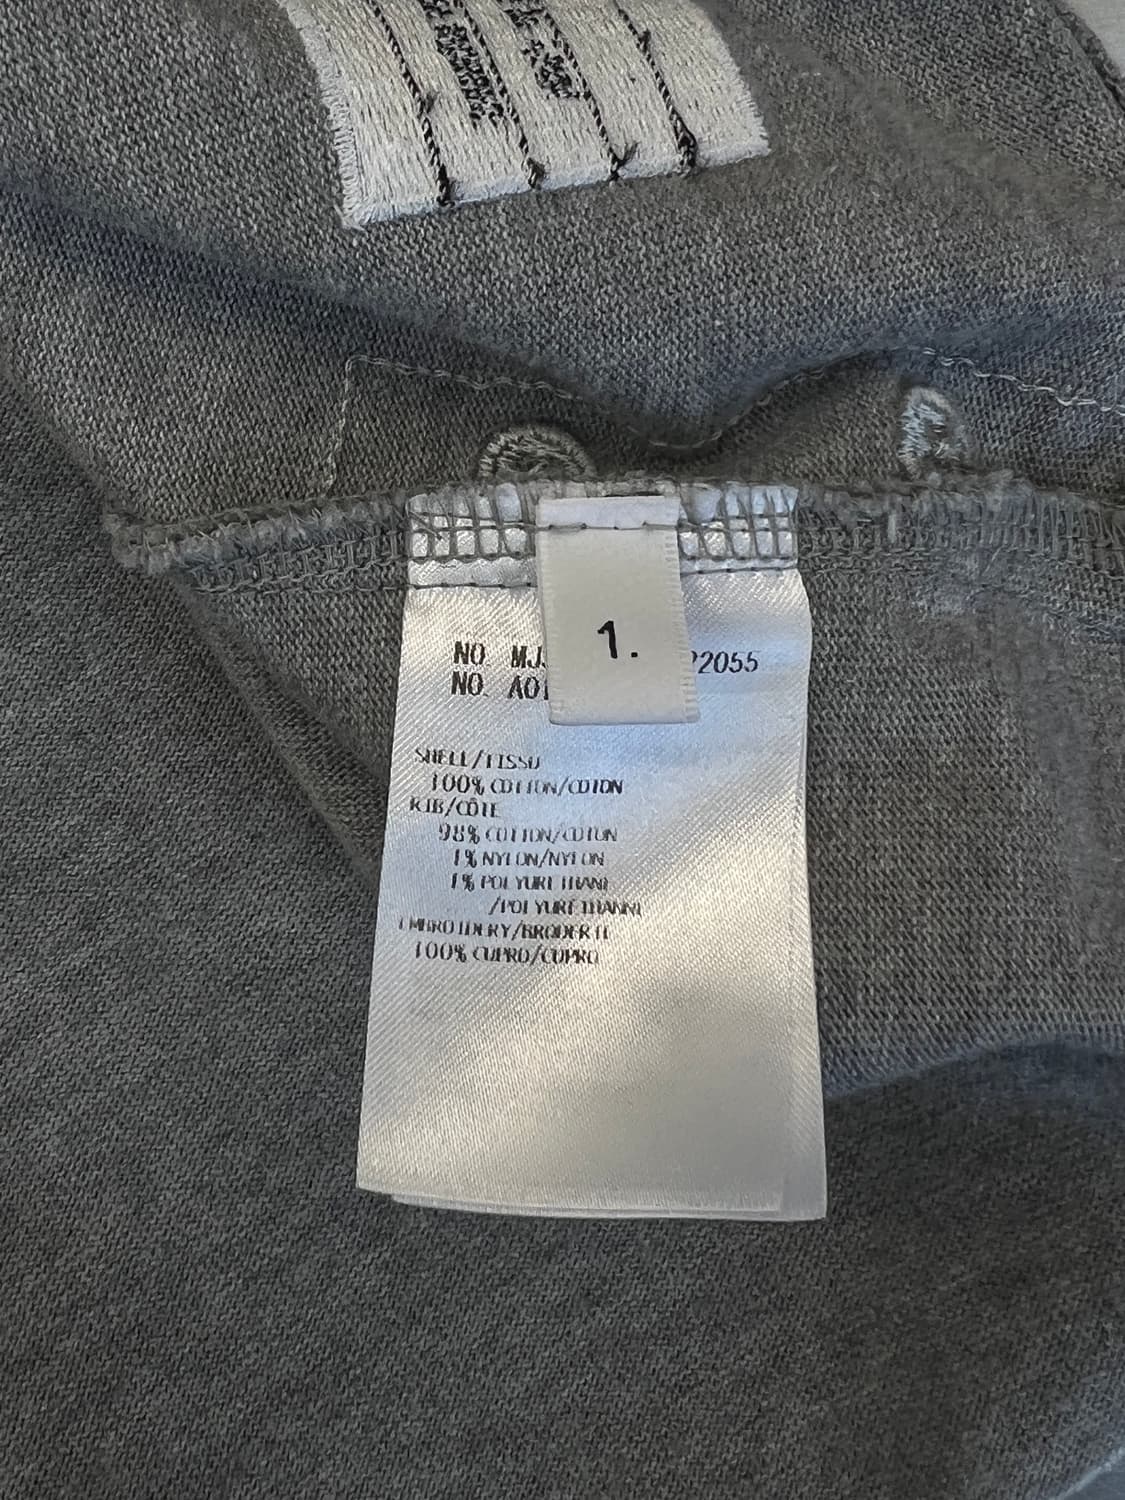 1.
NO MJ 22055
NO. A01
SHELL/TISSU
100% COTTON/COTON
RIB/CÔTE
98% COTTON/COTON
1% NYLON/NYLON
1% POLYURETHANE
/POLYURETHANNE
EMBROIDERY/BRODERIE
100% CUPRO/CUPRO